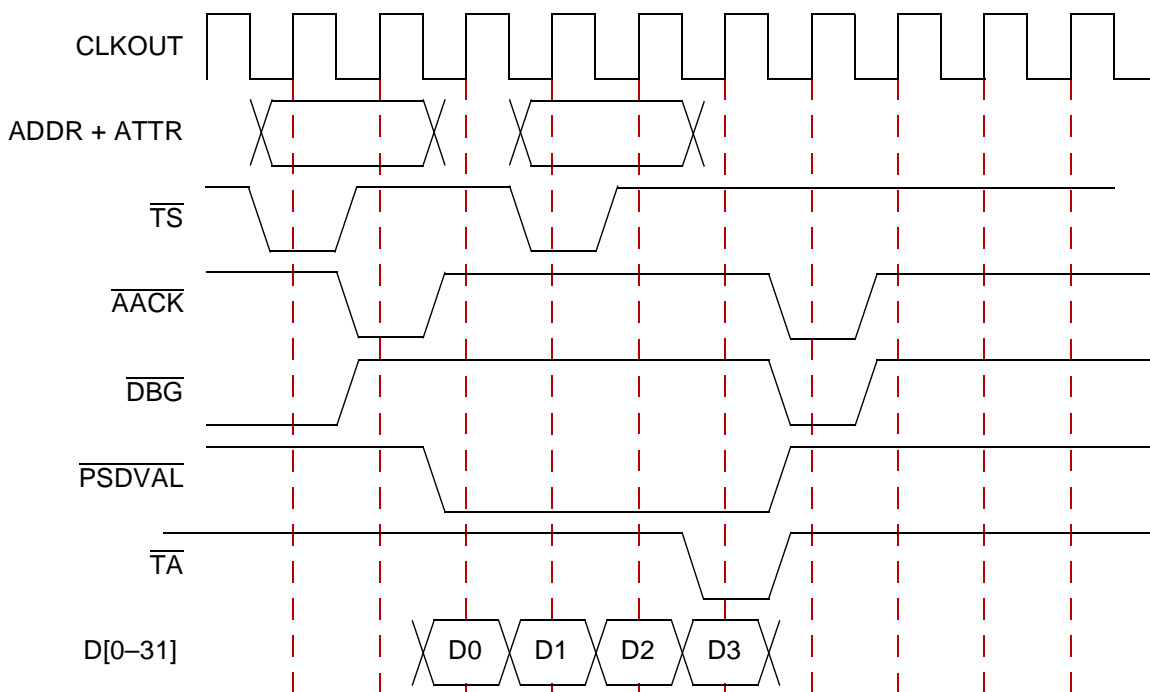 CLKOUT
ADDR + ATTR
TS
AACK
DBG
PSDVAL
TA
D[0–31]
D0 D1 D2 D3